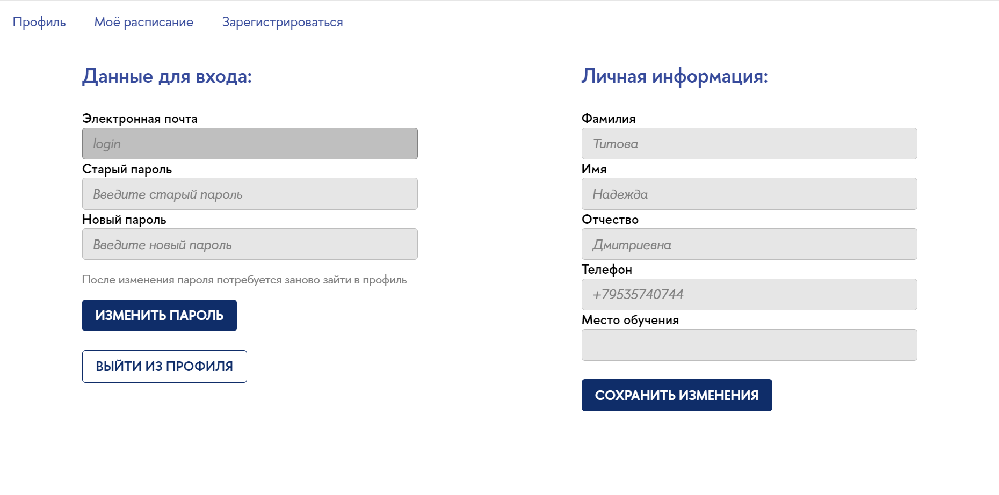 Профиль Моё расписание Зарегистрироваться
Данные для входа:
Электронная почта
login
Старый пароль
Введите старый пароль
Новый пароль
Введите новый пароль
После изменения пароля потребуется заново зайти в профиль
ИЗМЕНИТЬ ПАРОЛЬ
ВЫЙТИ ИЗ ПРОФИЛЯ
Личная информация:
Фамилия
Титова
Имя
Надежда
Отчество
Дмитриевна
Телефон
+79535740744
Место обучения
СОХРАНИТЬ ИЗМЕНЕНИЯ